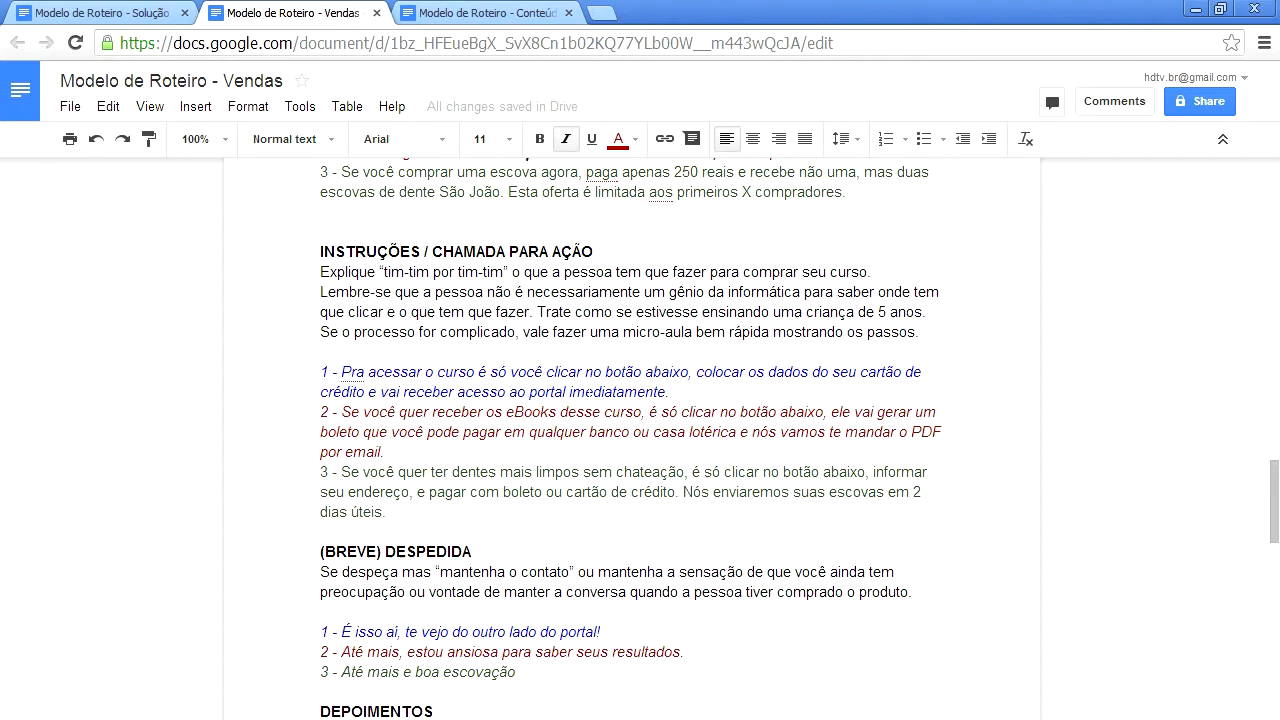 Modelo de Roteiro - Solução
Modelo de Roteiro - Vendas
Modelo de Roteiro - Conteúd
https://docs.google.com/document/d/1bz_HFEueBgX_SvX8Cn1b02KQ77YLb00W__m443wQcJA/edit
Modelo de Roteiro - Vendas
hdtv.br@gmail.com
File Edit View Insert Format Tools Table Help All changes saved in Drive
Comments
Share
100% Normal text Arial 11 B I U A
3 - Se você comprar uma escova agora, paga apenas 250 reais e recebe não uma, mas duas
escovas de dente São João. Esta oferta é limitada aos primeiros X compradores.
INSTRUÇÕES / CHAMADA PARA AÇÃO
Explique “tim-tim por tim-tim” o que a pessoa tem que fazer para comprar seu curso.
Lembre-se que a pessoa não é necessariamente um gênio da informática para saber onde tem
que clicar e o que tem que fazer. Trate como se estivesse ensinando uma criança de 5 anos.
Se o processo for complicado, vale fazer uma micro-aula bem rápida mostrando os passos.
1 - Pra acessar o curso é só você clicar no botão abaixo, colocar os dados do seu cartão de
crédito e vai receber acesso ao portal imediatamente.
2 - Se você quer receber os eBooks desse curso, é só clicar no botão abaixo, ele vai gerar um
boleto que você pode pagar em qualquer banco ou casa lotérica e nós vamos te mandar o PDF
por email.
3 - Se você quer ter dentes mais limpos sem chateação, é só clicar no botão abaixo, informar
seu endereço, e pagar com boleto ou cartão de crédito. Nós enviaremos suas escovas em 2
dias úteis.
(BREVE) DESPEDIDA
Se despeça mas “mantenha o contato” ou mantenha a sensação de que você ainda tem
preocupação ou vontade de manter a conversa quando a pessoa tiver comprado o produto.
1 - É isso aí, te vejo do outro lado do portal!
2 - Até mais, estou ansiosa para saber seus resultados.
3 - Até mais e boa escovação
DEPOIMENTOS